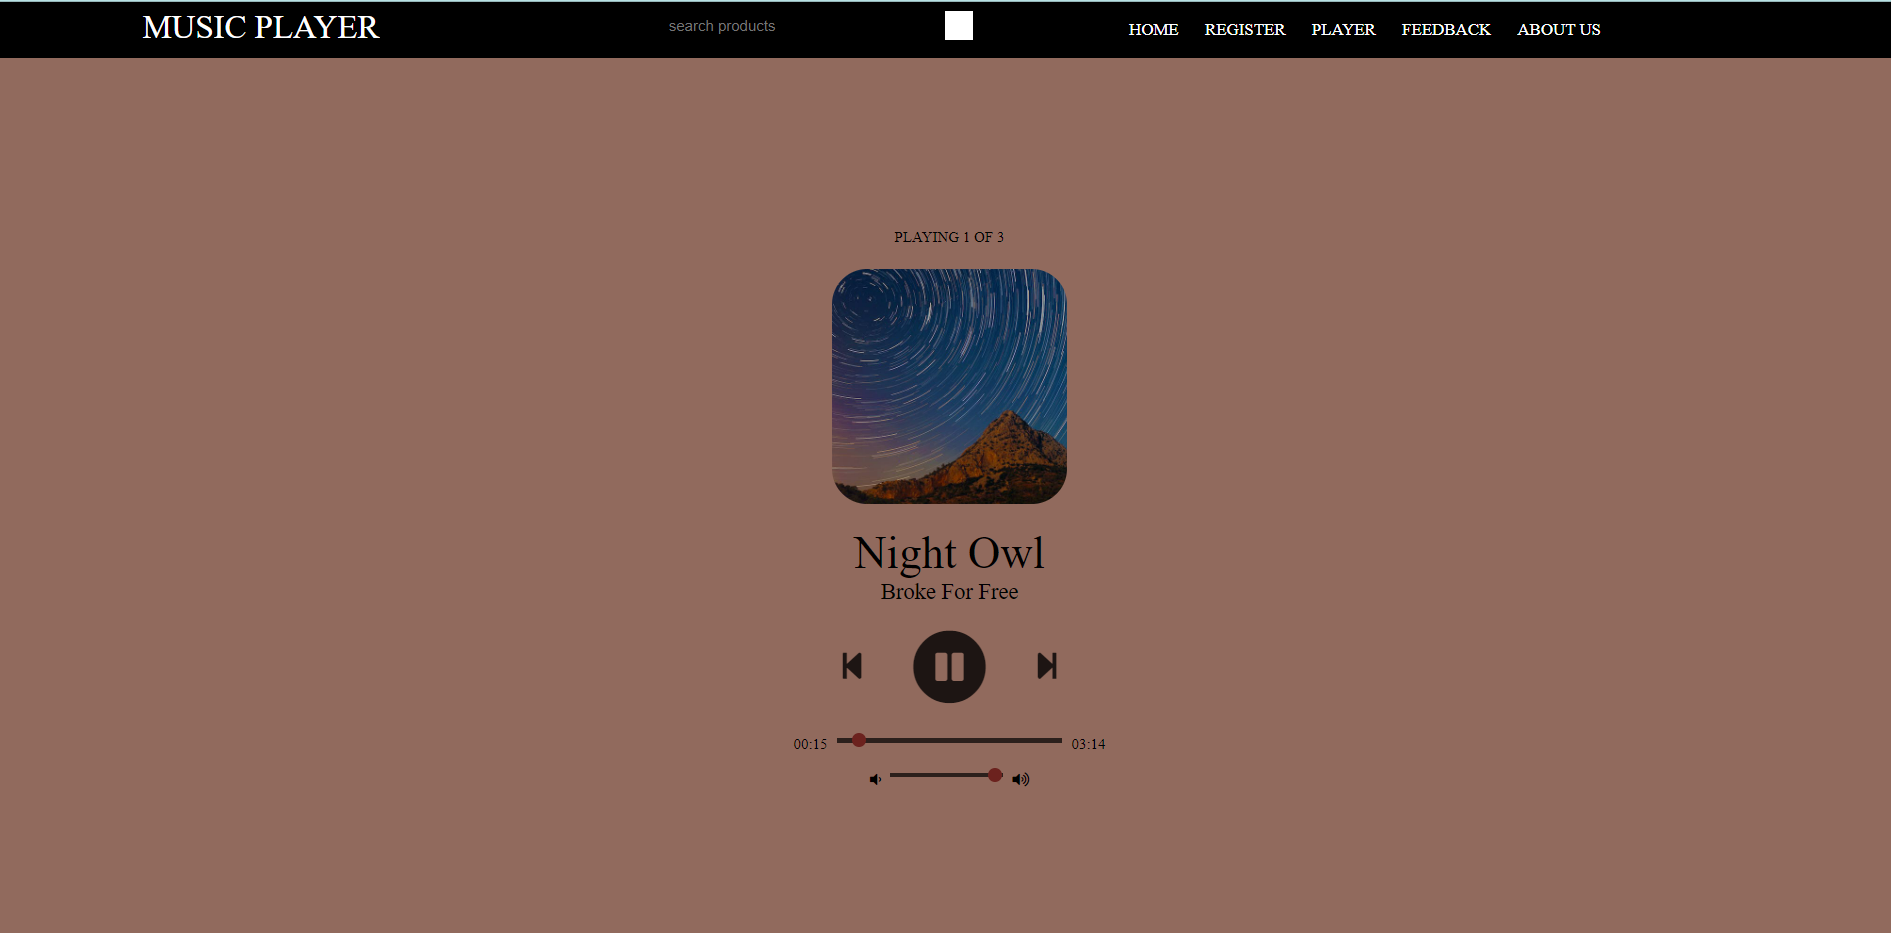 MUSIC PLAYER
search products
HOME REGISTER PLAYER FEEDBACK ABOUT US
PLAYING 1 OF 3
Night Owl
Broke For Free
00:15 03:14